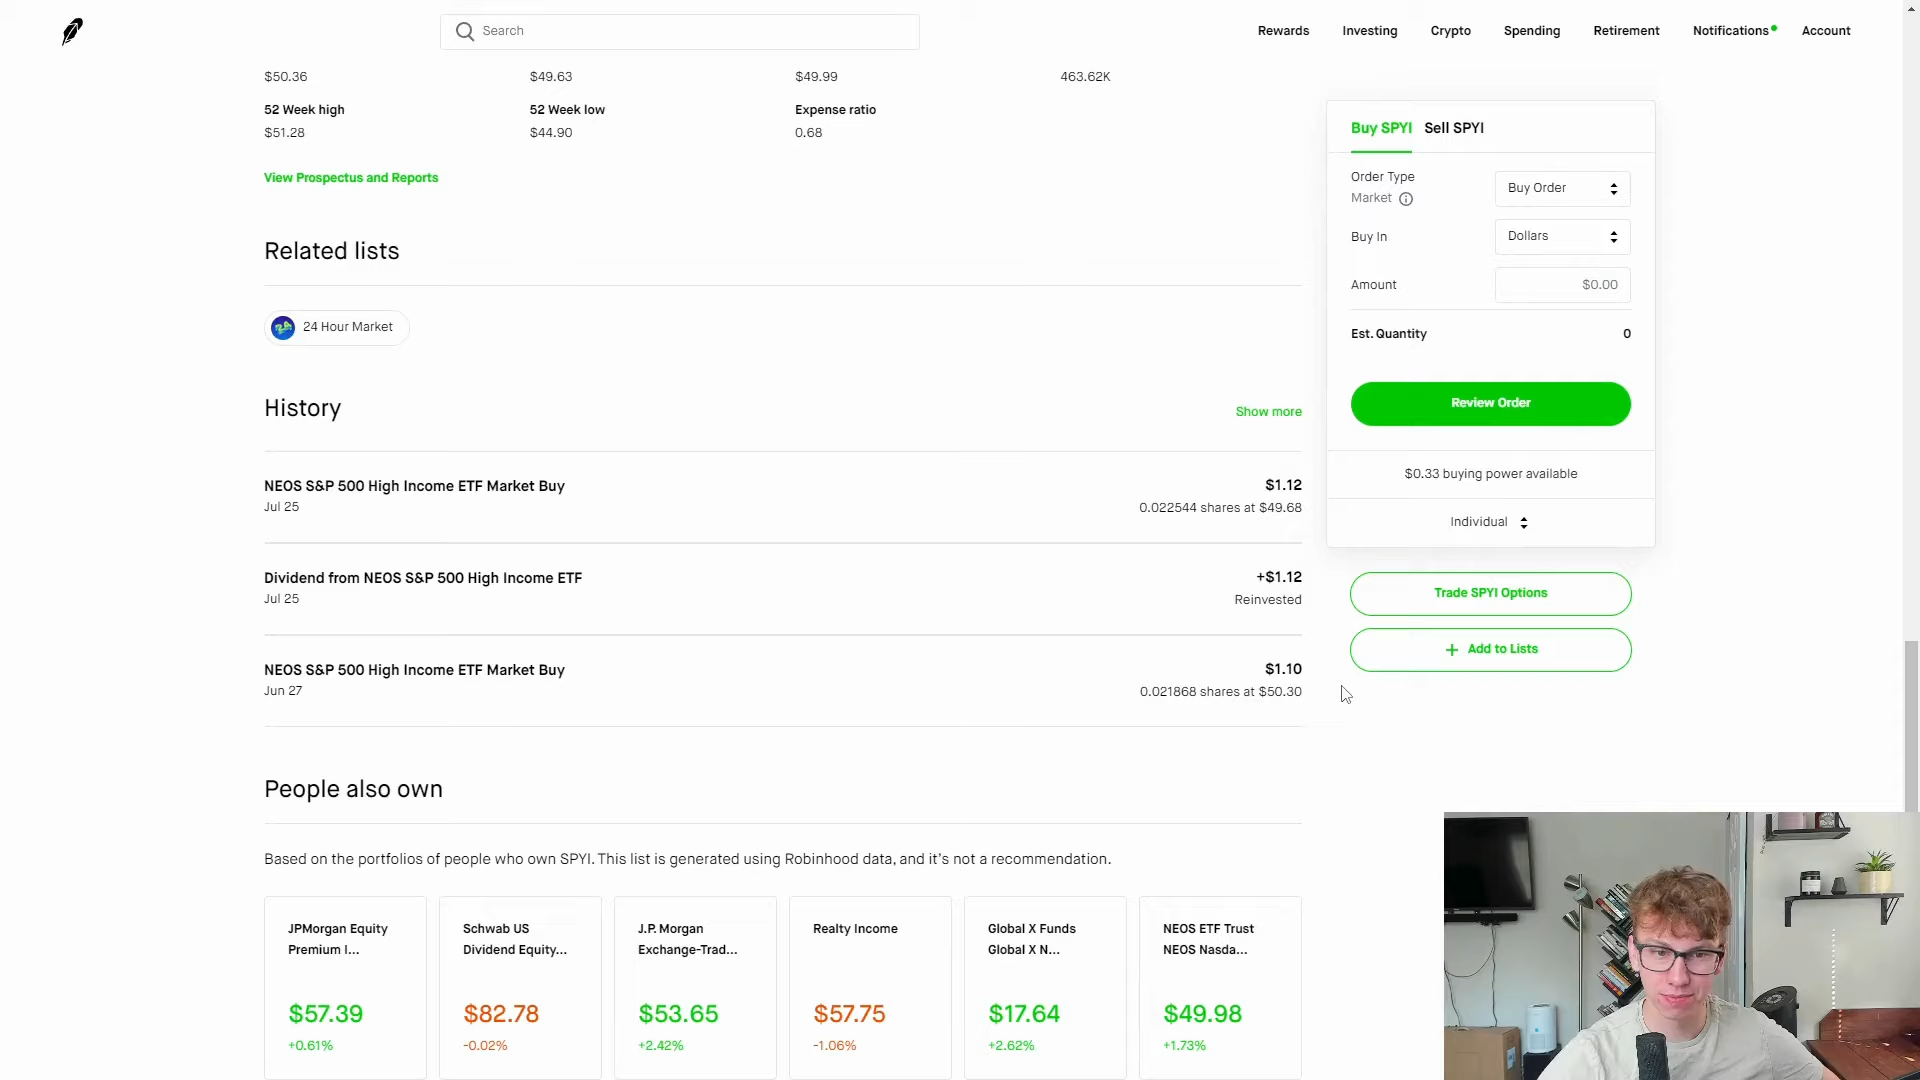 Search
Rewards
Investing
Crypto
Spending
Retirement
Notifications
Account
$50.36
$49.63
$49.99
463.62K
52 Week high
52 Week low
Expense ratio
$51.28
$44.90
0.68
View Prospectus and Reports
Related lists
24 Hour Market
History
Show more
NEOS S&P 500 High Income ETF Market Buy
$1.12
Jul 25
0.022544 shares at $49.68
Dividend from NEOS S&P 500 High Income ETF
+$1.12
Jul 25
Reinvested
NEOS S&P 500 High Income ETF Market Buy
$1.10
Jun 27
0.021868 shares at $50.30
People also own
Based on the portfolios of people who own SPYI. This list is generated using Robinhood data, and it's not a recommendation.
JPMorgan Equity
Premium I...
$57.39
+0.61%
Schwab US
Dividend Equity...
$82.78
-0.02%
J.P. Morgan
Exchange-Trad...
$53.65
+2.42%
Realty Income
$57.75
-1.06%
Global X Funds
Global X N...
$17.64
+2.62%
NEOS ETF Trust
NEOS Nasda...
$49.98
+1.73%
Buy SPYI
Sell SPYI
Order Type
Market
Buy Order
Buy In
Dollars
Amount
$0.00
Est. Quantity
0
Review Order
$0.33 buying power available
Individual
Trade SPYI Options
+ Add to Lists